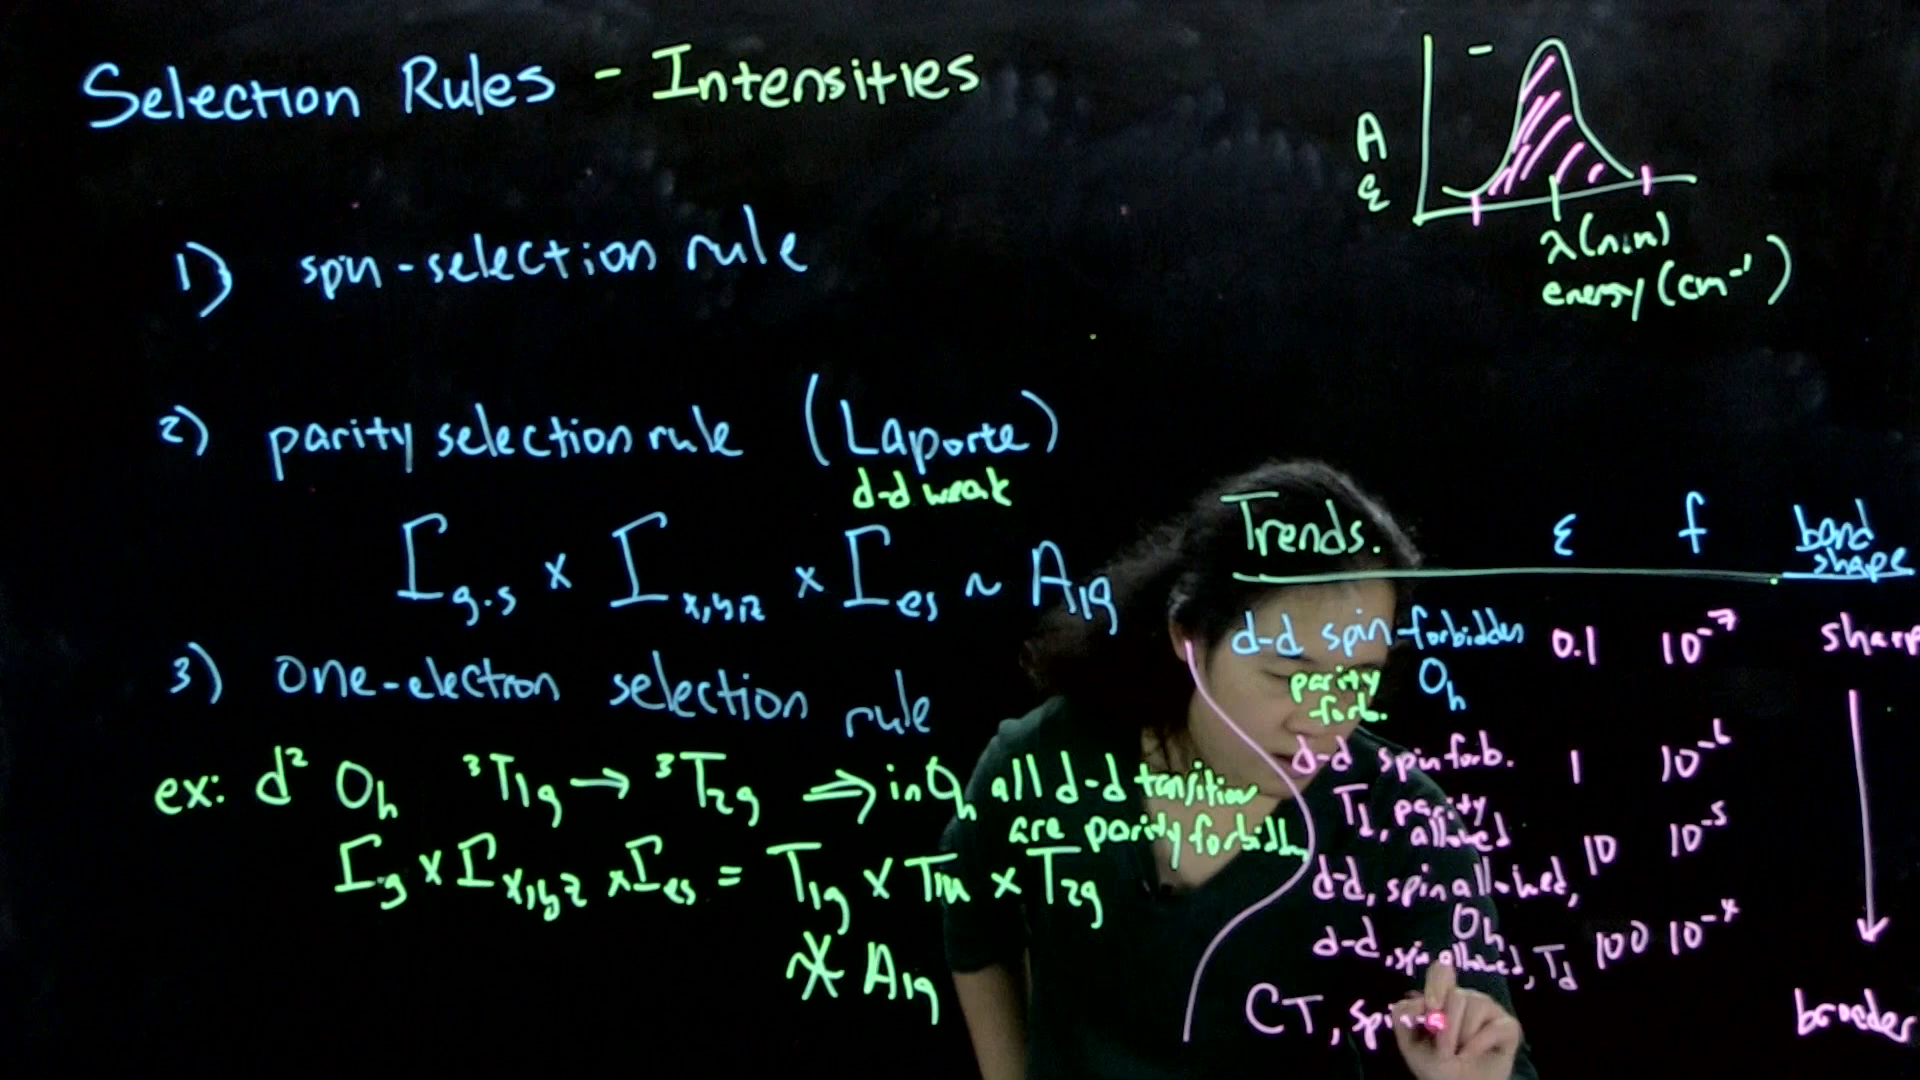 Selection Rules - Intensities
A
ε
λ(nm)
energy (cm⁻¹)
1) spin-selection rule
2) parity selection rule (Laporte)
d-d weak
Γg.s × Γx,y,z × Γes ~ A1g
3) one-electron selection rule
ex: d² Oh ³T1g → ³T2g ⇒ in Oh all d-d transition
are parity forbidd
Γg × Γx,y,z × Γes = T1g × T1u × T2g
≁ A1g
Trends. ε f band shape
d-d spin-forbidden 0.1 10⁻⁷ sharp
parity forb. Oh
d-d spin forb. 1 10⁻⁶
Td, parity allowed
d-d, spin allowed, 10 10⁻⁵
Oh
d-d, spin allowed, Td 100 10⁻⁴
CT, spin-a
broader